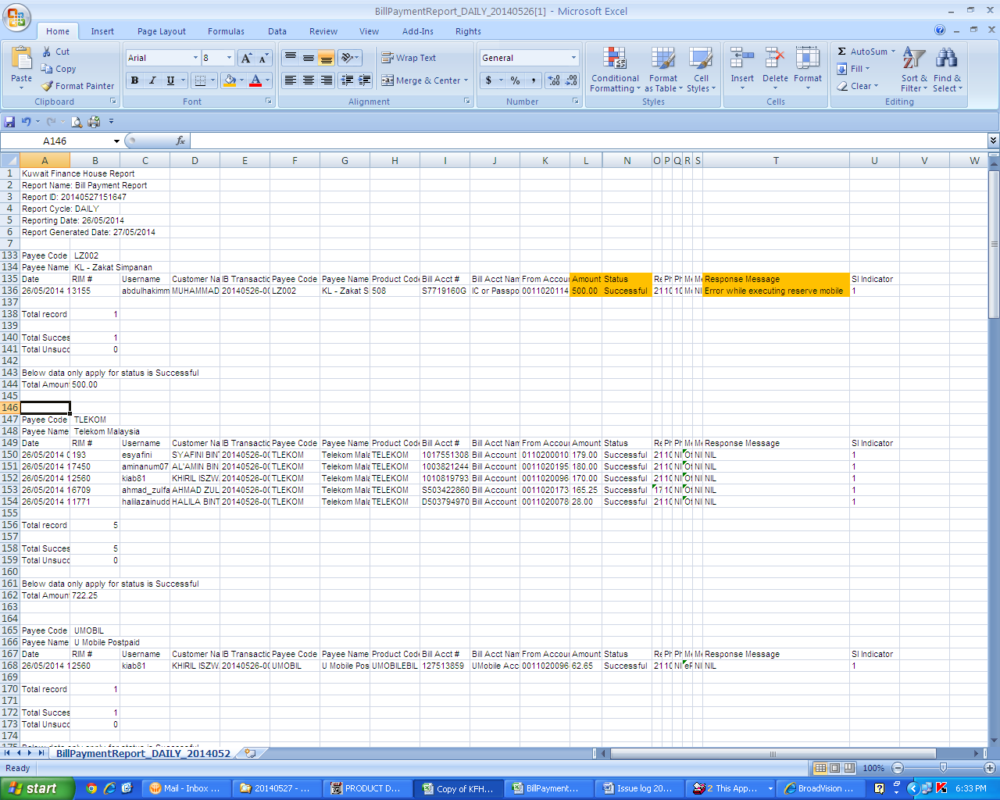 BillPaymentReport_DAILY_20140526[1] - Microsoft Excel
Home Insert Page Layout Formulas Data Review View Add-Ins Rights
Paste Cut Copy Format Painter Clipboard
Arial 8 B I U Font
Wrap Text Merge & Center Alignment
General $ % , Number
Conditional Formatting Format as Table Cell Styles Styles
Insert Delete Format Cells
AutoSum Fill Clear Sort & Filter Find & Select Editing
A146 fx
A B C D E F G H I J K L N O P Q R S T U V W
1 Kuwait Finance House Report
2 Report Name: Bill Payment Report
3 Report ID: 20140527151647
4 Report Cycle: DAILY
5 Reporting Date: 26/05/2014
6 Report Generated Date: 27/05/2014
7
133 Payee Code LZ002
134 Payee Name KL - Zakat Simpanan
135 Date RIM # Username Customer Na IB Transactio Payee Code Payee Name Product Code Bill Acct # Bill Acct Nam From Accou Amount Status Re Ph Ph Me Me Response Message SI Indicator
136 26/05/2014 1 3155 abdulhakimm MUHAMMAD 20140526-00 LZ002 KL - Zakat S 508 S7719160G IC or Passpo 0011020114 500.00 Successful 21 10 10 Mo NI Error while executing reserve mobile 1
137
138 Total record 1
139
140 Total Succes 1
141 Total Unsucc 0
142
143 Below data only apply for status is Successful
144 Total Amoun 500.00
145
146
147 Payee Code TLEKOM
148 Payee Name Telekom Malaysia
149 Date RIM # Username Customer Na IB Transactio Payee Code Payee Name Product Code Bill Acct # Bill Acct Nam From Accou Amount Status Re Ph Ph Me Me Response Message SI Indicator
150 26/05/2014 0 193 esyafini SYAFINI BIN 20140526-00 TLEKOM Telekom Mala TLEKOM 1017551308 Bill Account 0110200010 179.00 Successful 21 10 NI Ot NI NIL 1
151 26/05/2014 1 7450 aminanum07 AL'AMIN BIN 20140526-00 TLEKOM Telekom Mala TLEKOM 1003821244 Bill Account 0011020195 180.00 Successful 21 10 NI Ot NI NIL 1
152 26/05/2014 1 2560 kiab81 KHIRIL ISZW 20140526-00 TLEKOM Telekom Mala TLEKOM 1010819793 Bill Account 0011020096 170.00 Successful 21 10 NI Ot NI NIL 1
153 26/05/2014 1 6709 ahmad_zulfa AHMAD ZUL 20140526-00 TLEKOM Telekom Mala TLEKOM S503422860 Bill Account 0011020173 165.25 Successful 17 10 NI Ot NI NIL 1
154 26/05/2014 1 1771 halilazainudd HALILA BINT 20140526-00 TLEKOM Telekom Mala TLEKOM D503794970 Bill Account 0011020078 28.00 Successful 21 10 NI Ot NI NIL 1
155
156 Total record 5
157
158 Total Succes 5
159 Total Unsucc 0
160
161 Below data only apply for status is Successful
162 Total Amoun 722.25
163
164
165 Payee Code UMOBIL
166 Payee Name U Mobile Postpaid
167 Date RIM # Username Customer Na IB Transactio Payee Code Payee Name Product Code Bill Acct # Bill Acct Nam From Accou Amount Status Re Ph Ph Me Me Response Message SI Indicator
168 26/05/2014 1 2560 kiab81 KHIRIL ISZW 20140526-00 UMOBIL U Mobile Pos UMOBILEBIL 127513859 UMobile Acc 0011020096 62.65 Successful 21 10 NI eF NI NIL 1
169
170 Total record 1
171
172 Total Succes 1
173 Total Unsucc 0
174
BillPaymentReport_DAILY_2014052
Ready 100%
start Mail - Inbox ... 20140527 - ... PRODUCT D... Copy of KFH... BillPayment... Issue log 20... 2 This App... BroadVision ... 6:33 PM